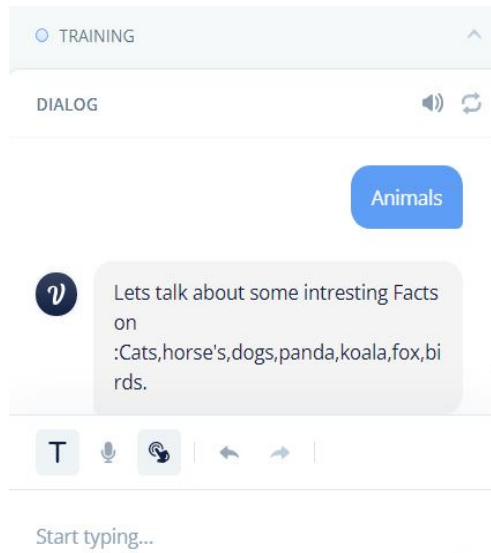 TRAINING
DIALOG
Animals
Lets talk about some intresting Facts
on
:Cats,horse's,dogs,panda,koala,fox,bi
rds.
T
Start typing...